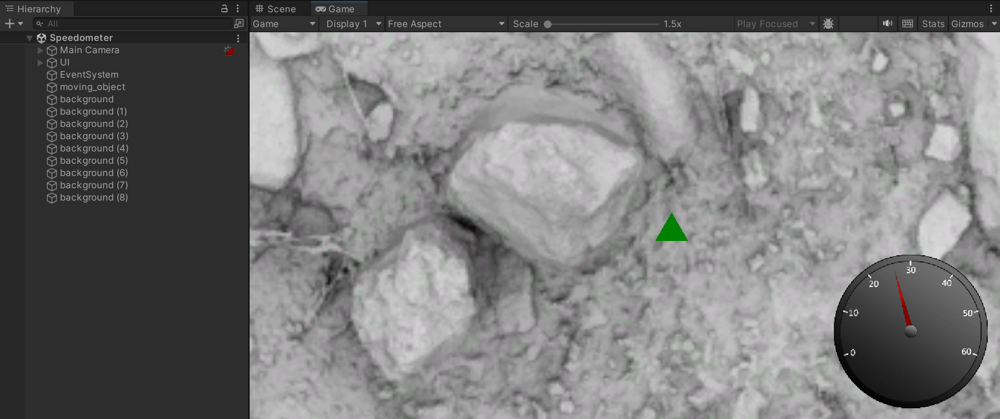 Hierarchy
All
Speedometer
Main Camera
UI
EventSystem
moving_object
background
background (1)
background (2)
background (3)
background (4)
background (5)
background (6)
background (7)
background (8)
Scene Game
Game Display 1 Free Aspect Scale 1.5x Play Focused Stats Gizmos
30
20 40
10 50
0 60